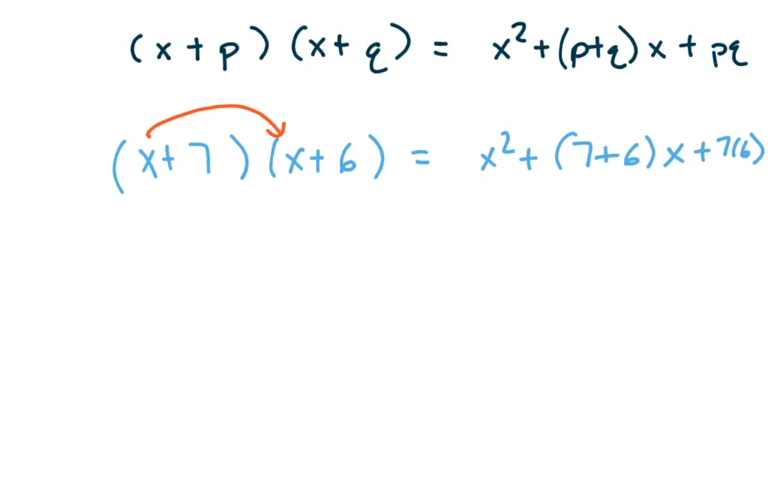 (x + p) (x + q) = x² + (p+q) x + pq
(x + 7) (x + 6) = x² + (7+6) x + 7(6)